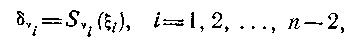 δ_{ν_i}=S_{ν_i}(ξ_i), i=1, 2, ..., n−2,